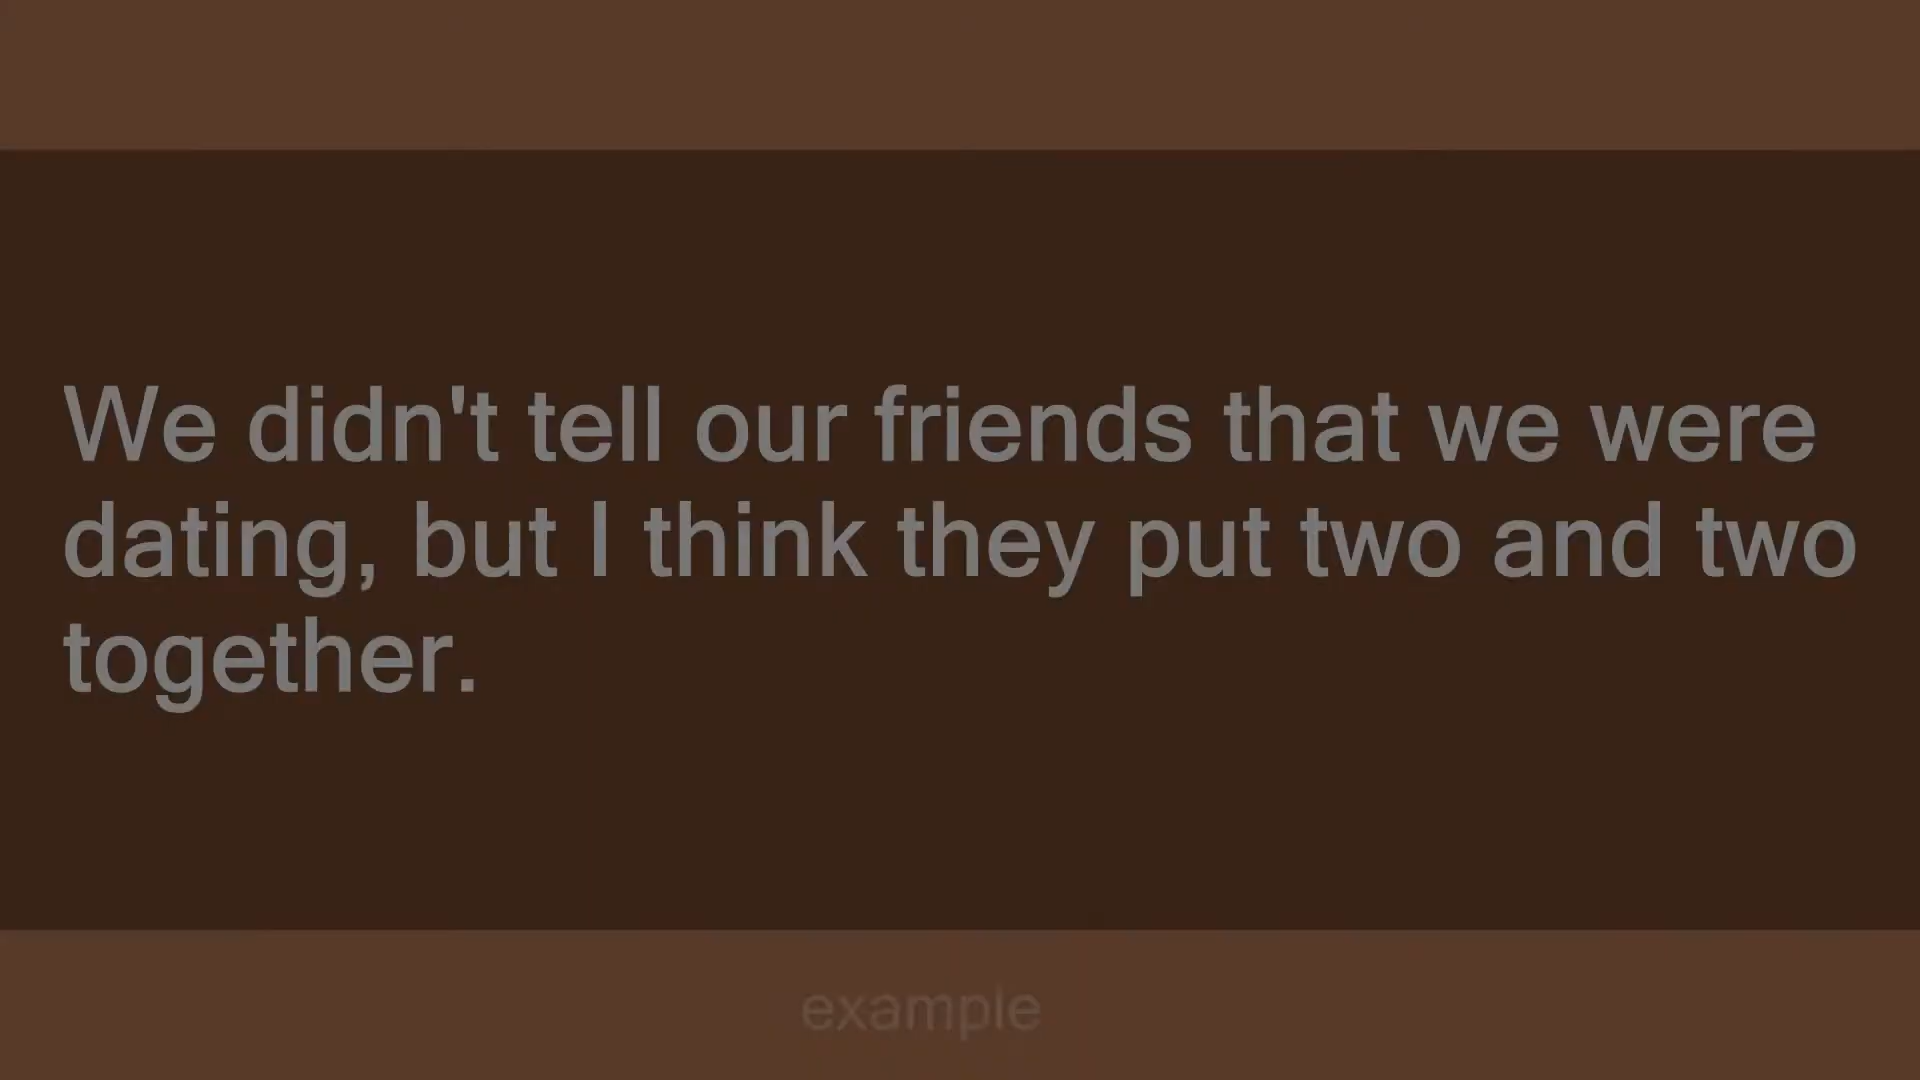 We didn't tell our friends that we were
dating, but I think they put two and two
together.
example